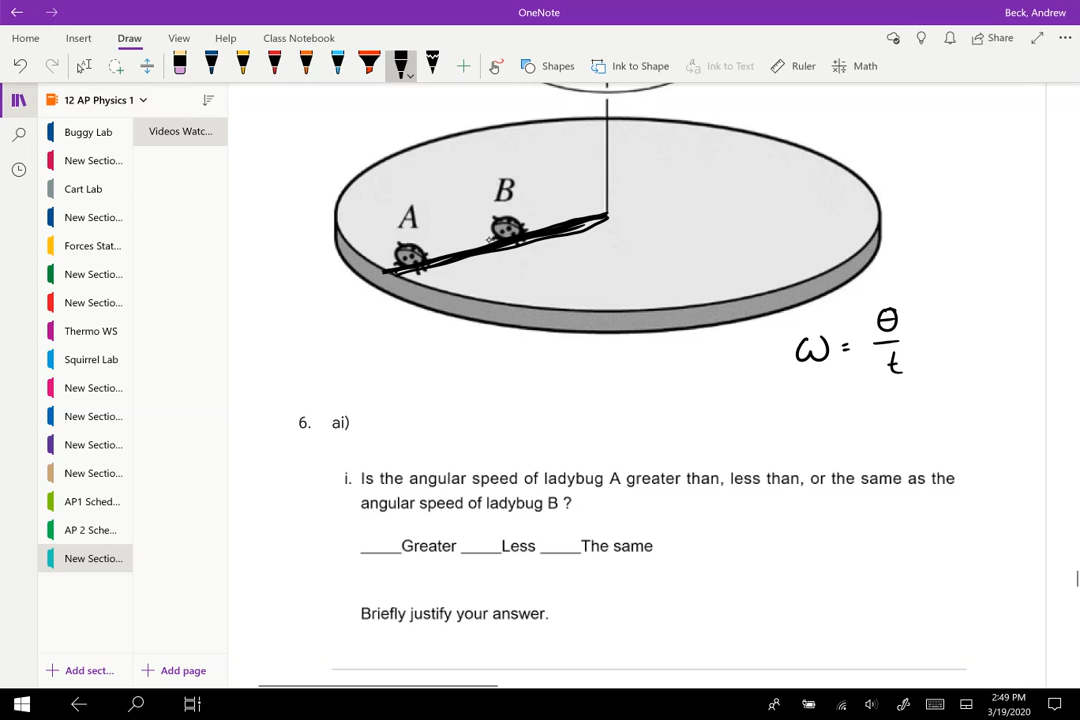 OneNote
Beck, Andrew
Home Insert Draw View Help Class Notebook
Share
Shapes Ink to Shape Ink to Text Ruler Math
12 AP Physics 1
Buggy Lab
New Sectio...
Cart Lab
New Sectio...
Forces Stat...
New Sectio...
New Sectio...
Thermo WS
Squirrel Lab
New Sectio...
New Sectio...
New Sectio...
New Sectio...
AP1 Sched...
AP 2 Sche...
New Sectio...
Add sect...
Videos Watc...
Add page
A
B
ω = θ
t
6. ai)
i. Is the angular speed of ladybug A greater than, less than, or the same as the
angular speed of ladybug B ?
_____Greater _____Less _____The same
Briefly justify your answer.
2:49 PM
3/19/2020